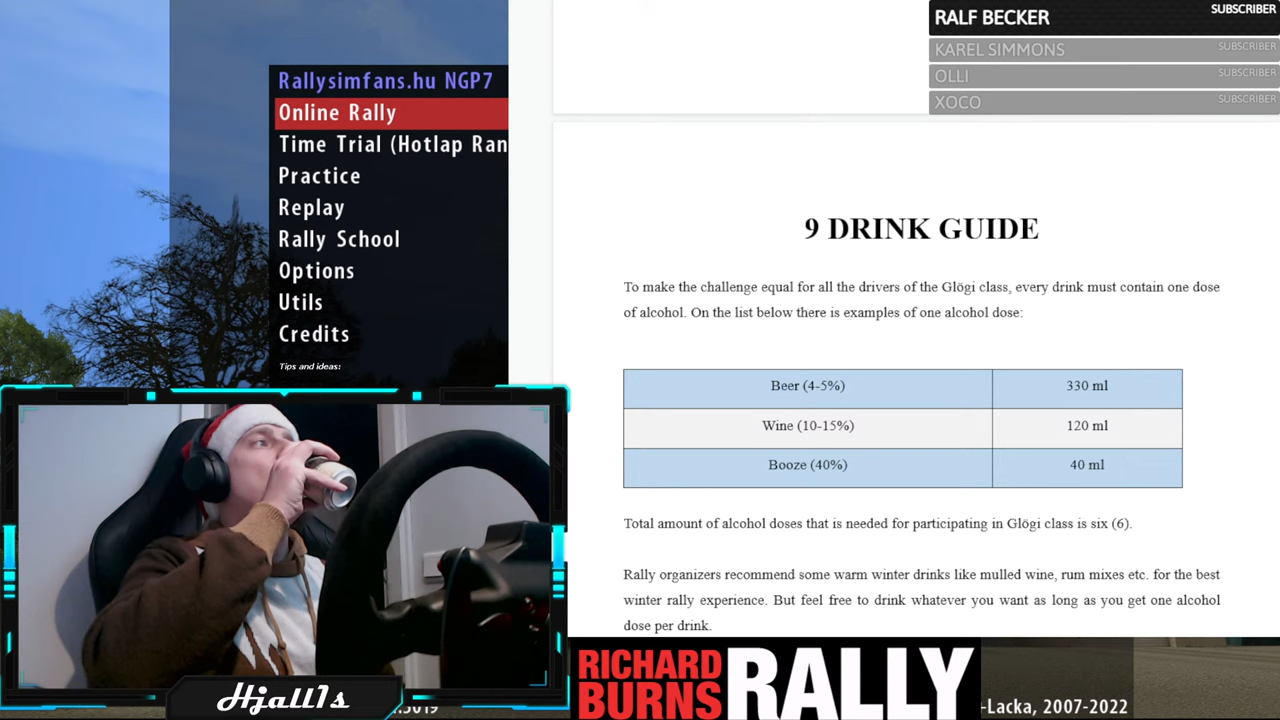 RALF BECKER SUBSCRIBER
KAREL SIMMONS SUBSCRIBER
OLLI SUBSCRIBER
XOCO SUBSCRIBER
Rallysimfans.hu NGP7
Online Rally
Time Trial (Hotlap Ran
Practice
Replay
Rally School
Options
Utils
Credits
Tips and ideas:
9 DRINK GUIDE
To make the challenge equal for all the drivers of the Glögi class, every drink must contain one dose
of alcohol. On the list below there is examples of one alcohol dose:
Beer (4-5%) 330 ml
Wine (10-15%) 120 ml
Booze (40%) 40 ml
Total amount of alcohol doses that is needed for participating in Glögi class is six (6).
Rally organizers recommend some warm winter drinks like mulled wine, rum mixes etc. for the best
winter rally experience. But feel free to drink whatever you want as long as you get one alcohol
dose per drink.
Hjall1s
RICHARD
BURNS
RALLY
-Lacka, 2007-2022